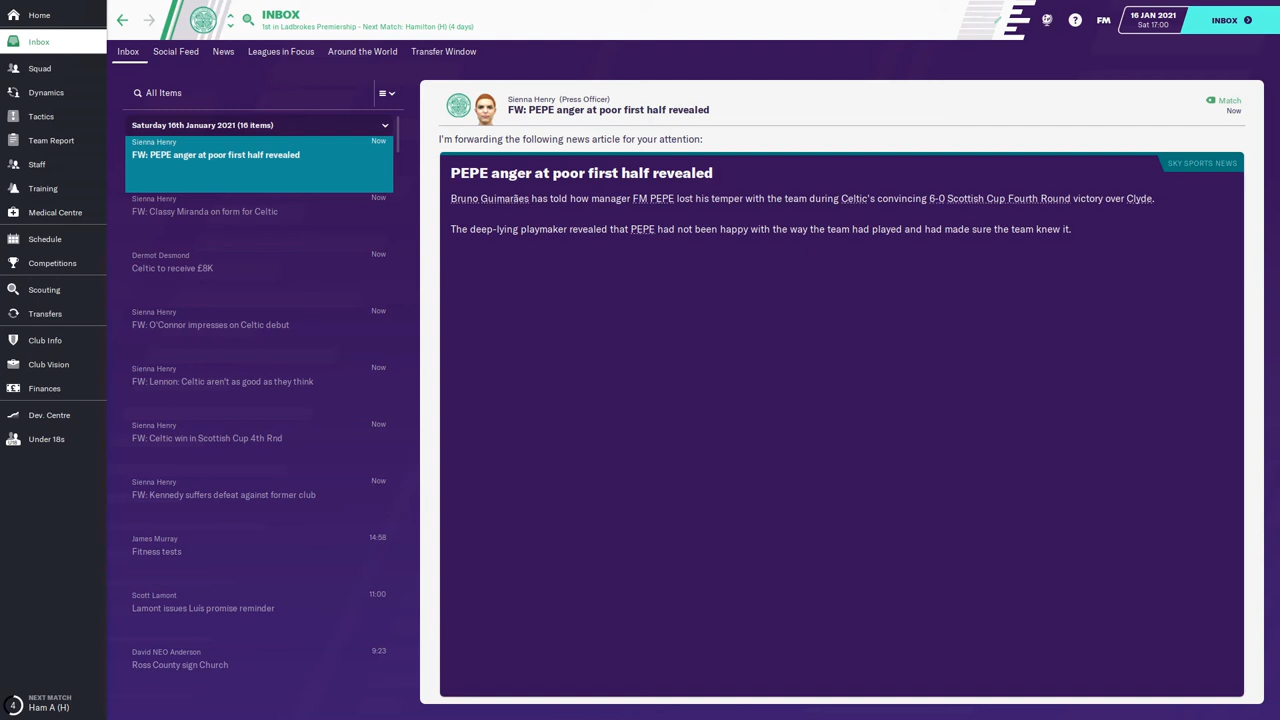 Home
Inbox
Squad
Dynamics
Tactics
Team Report
Staff
Training
Medical Centre
Schedule
Competitions
Scouting
Transfers
Club Info
Club Vision
Finances
Dev. Centre
Under 18s
NEXT MATCH
Ham A (H)
INBOX
1st in Ladbrokes Premiership - Next Match: Hamilton (H) (4 days)
FM
16 JAN 2021
Sat 17:00
INBOX
Inbox
Social Feed
News
Leagues in Focus
Around the World
Transfer Window
All Items
Saturday 16th January 2021 (16 items)
Sienna Henry Now
FW: PEPE anger at poor first half revealed
Sienna Henry Now
FW: Classy Miranda on form for Celtic
Dermot Desmond Now
Celtic to receive £8K
Sienna Henry Now
FW: O'Connor impresses on Celtic debut
Sienna Henry Now
FW: Lennon: Celtic aren't as good as they think
Sienna Henry Now
FW: Celtic win in Scottish Cup 4th Rnd
Sienna Henry Now
FW: Kennedy suffers defeat against former club
James Murray 14:58
Fitness tests
Scott Lamont 11:00
Lamont issues Luís promise reminder
David NEO Anderson 9:23
Ross County sign Church
Sienna Henry (Press Officer)
FW: PEPE anger at poor first half revealed
Match
Now
I'm forwarding the following news article for your attention:
SKY SPORTS NEWS
PEPE anger at poor first half revealed
Bruno Guimarães has told how manager FM PEPE lost his temper with the team during Celtic's convincing 6-0 Scottish Cup Fourth Round victory over Clyde.
The deep-lying playmaker revealed that PEPE had not been happy with the way the team had played and had made sure the team knew it.